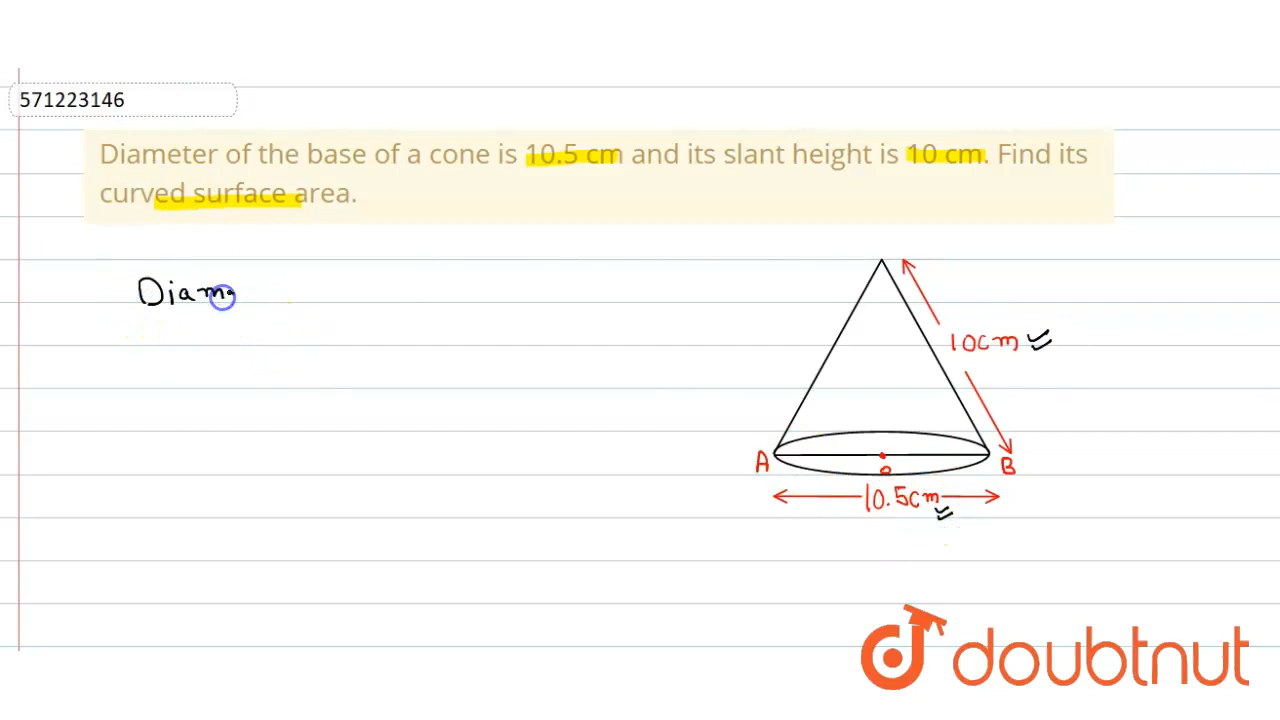 571223146
Diameter of the base of a cone is 10.5 cm and its slant height is 10 cm. Find its
curved surface area.
Diam
10cm
A
B
10.5cm
doubtnut